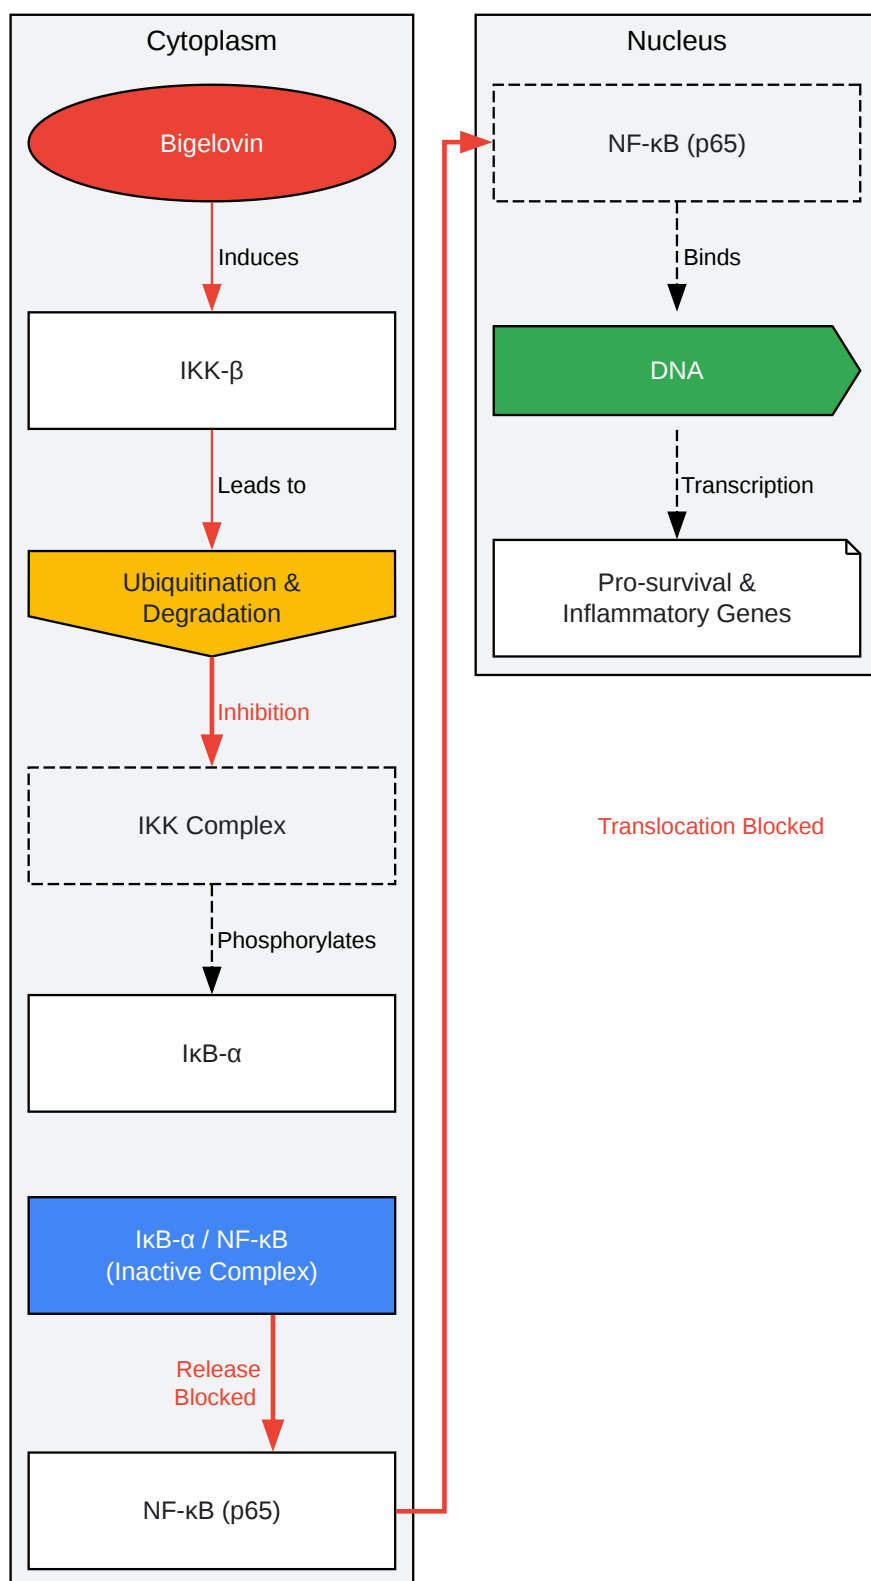 Cytoplasm
Bigelovin
Induces
IKK-β
Leads to
Ubiquitination &
Degradation
Inhibition
IKK Complex
Phosphorylates
IκB-α
IκB-α / NF-κB
(Inactive Complex)
Release
Blocked
NF-κB (p65)
Nucleus
NF-κB (p65)
Binds
DNA
Transcription
Pro-survival &
Inflammatory Genes
Translocation Blocked